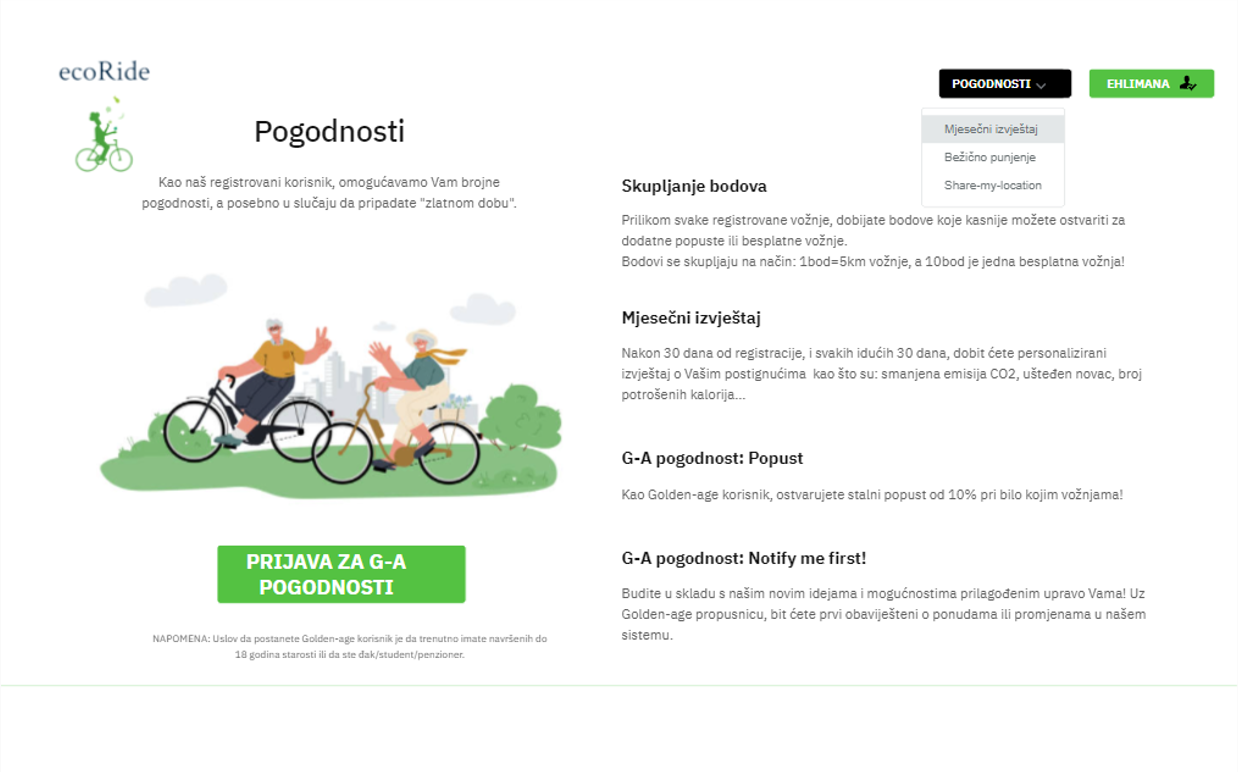 ecoRide
POGODNOSTI
EHLIMANA
Mjesečni izvještaj
Bežično punjenje
Share-my-location
Pogodnosti
Kao naš registrovani korisnik, omogućavamo Vam brojne
pogodnosti, a posebno u slučaju da pripadate "zlatnom dobu".
PRIJAVA ZA G-A
POGODNOSTI
NAPOMENA: Uslov da postanete Golden-age korisnik je da trenutno imate navršenih do
18 godina starosti ili da ste đak/student/penzioner.
Skupljanje bodova
Prilikom svake registrovane vožnje, dobijate bodove koje kasnije možete ostvariti za
dodatne popuste ili besplatne vožnje.
Bodovi se skupljaju na način: 1bod=5km vožnje, a 10bod je jedna besplatna vožnja!
Mjesečni izvještaj
Nakon 30 dana od registracije, i svakih idućih 30 dana, dobit ćete personalizirani
izvještaj o Vašim postignućima kao što su: smanjena emisija CO2, ušteđen novac, broj
potrošenih kalorija...
G-A pogodnost: Popust
Kao Golden-age korisnik, ostvarujete stalni popust od 10% pri bilo kojim vožnjama!
G-A pogodnost: Notify me first!
Budite u skladu s našim novim idejama i mogućnostima prilagođenim upravo Vama! Uz
Golden-age propusnicu, bit ćete prvi obaviješteni o ponudama ili promjenama u našem
sistemu.